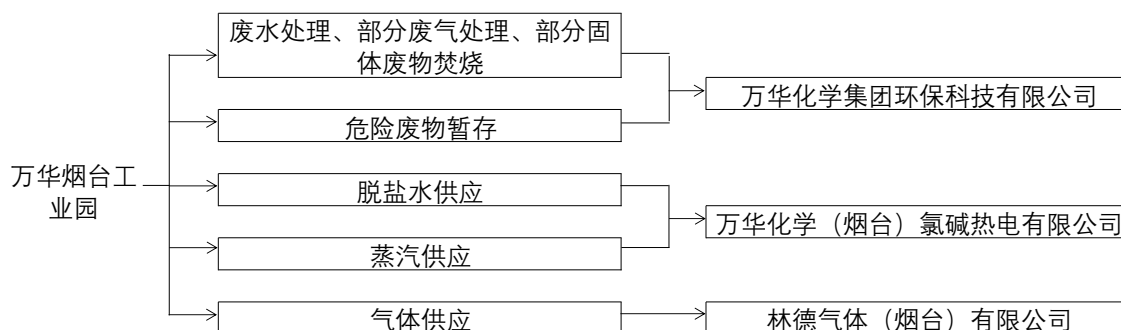 废水处理、部分废气处理、部分固
体废物焚烧
万华化学集团环保科技有限公司
危险废物暂存
万华烟台工
业园
脱盐水供应
万华化学（烟台）氯碱热电有限公司
蒸汽供应
气体供应
林德气体（烟台）有限公司